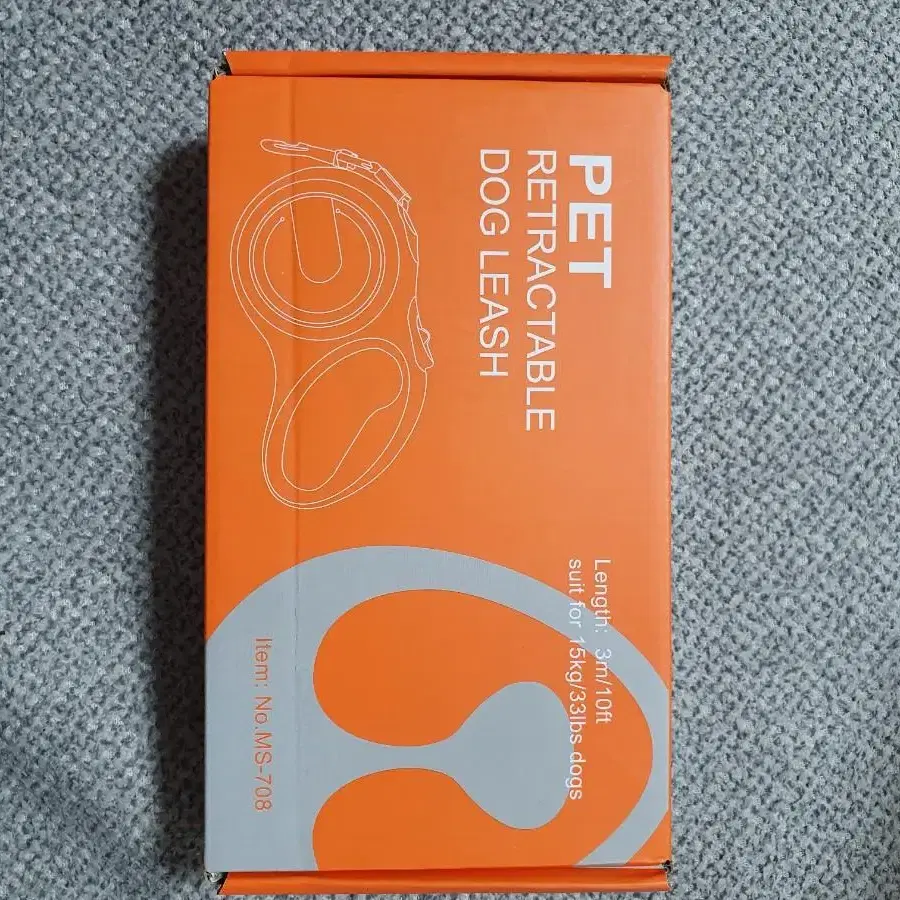 PET
RETRACTABLE
DOG LEASH
Length: 3m/10ft
suit for 15kg/33lbs dogs
Item: No.MS-708